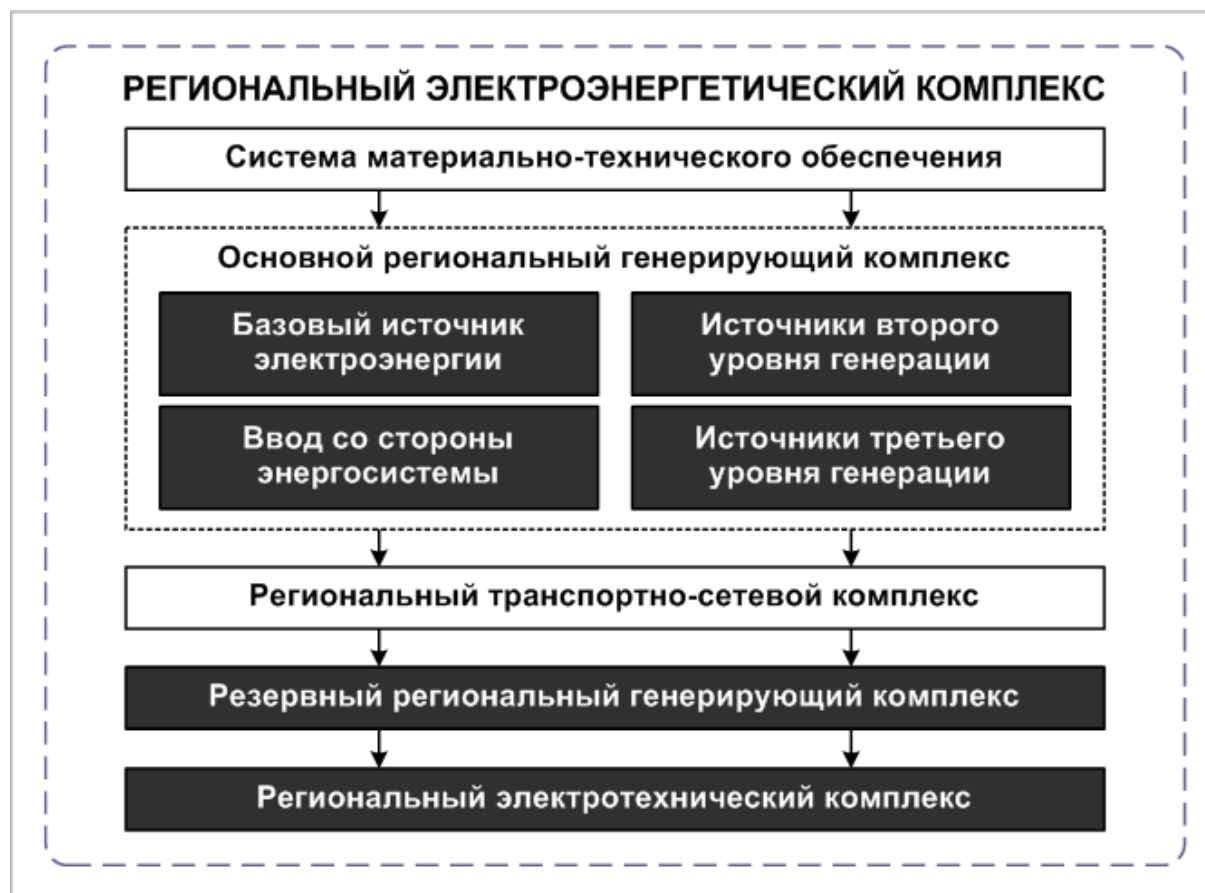 РЕГИОНАЛЬНЫЙ ЭЛЕКТРОЭНЕРГЕТИЧЕСКИЙ КОМПЛЕКС
Система материально-технического обеспечения
Основной региональный генерирующий комплекс
Базовый источник
электроэнергии
Источники второго
уровня генерации
Ввод со стороны
энергосистемы
Источники третьего
уровня генерации
Региональный транспортно-сетевой комплекс
Резервный региональный генерирующий комплекс
Региональный электротехнический комплекс